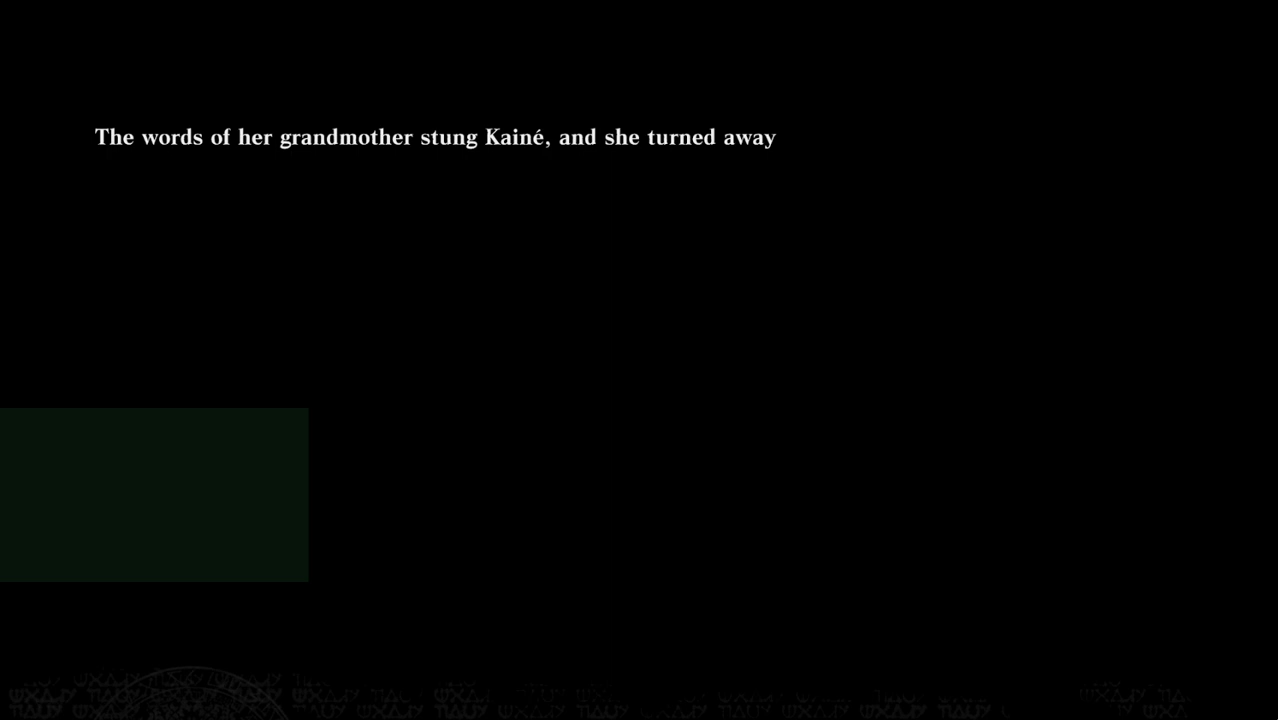 The words of her grandmother stung Kainé, and she turned away